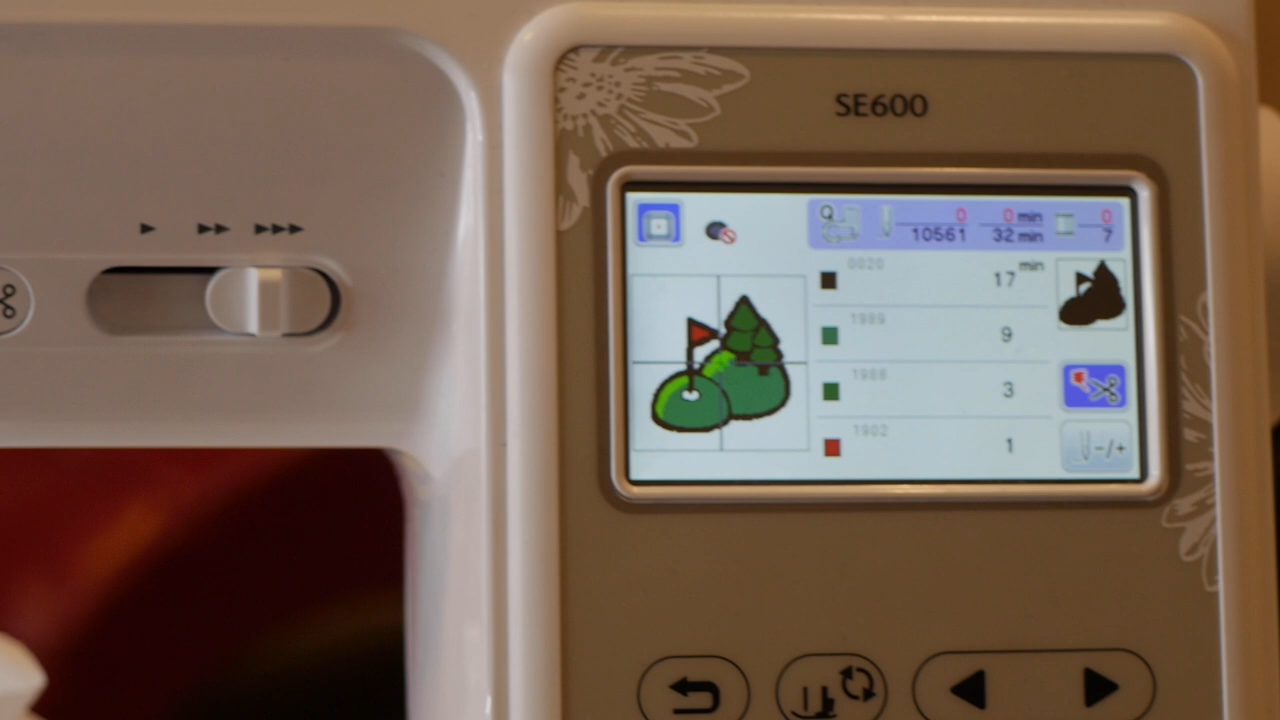 SE600
Q 0 0 min 0
10561 32 min 7
0020 17 min
1989 9
1988 3
1902 1
-/+